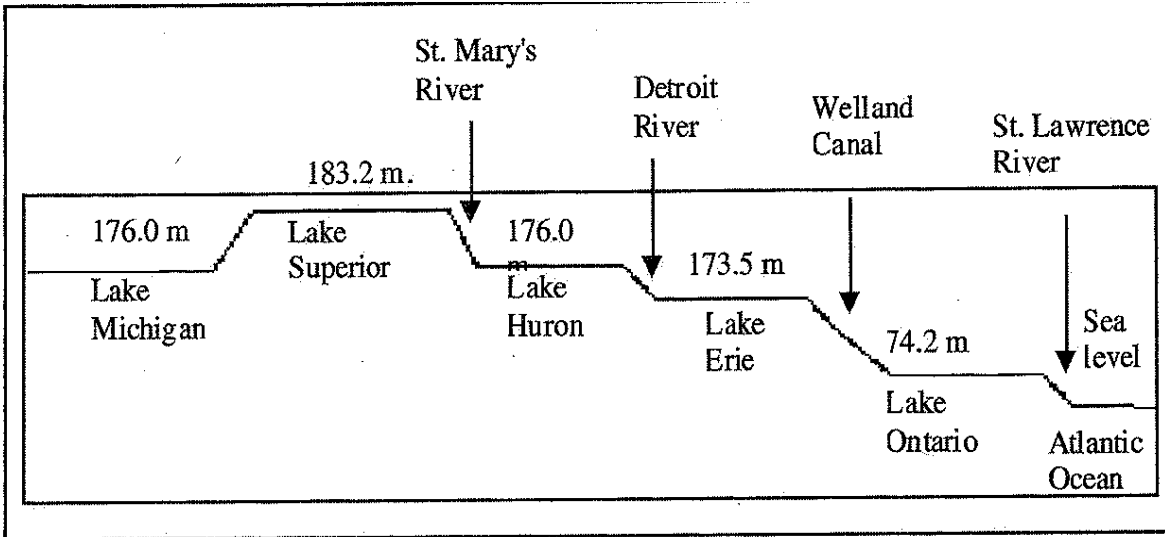 St. Mary's
River
Detroit
River
Welland
Canal
St. Lawrence
River
183.2 m.
176.0 m
Lake
Superior
176.0
m
173.5 m
Lake
Michigan
Lake
Huron
Lake
Erie
74.2 m
Sea
level
Lake
Ontario
Atlantic
Ocean